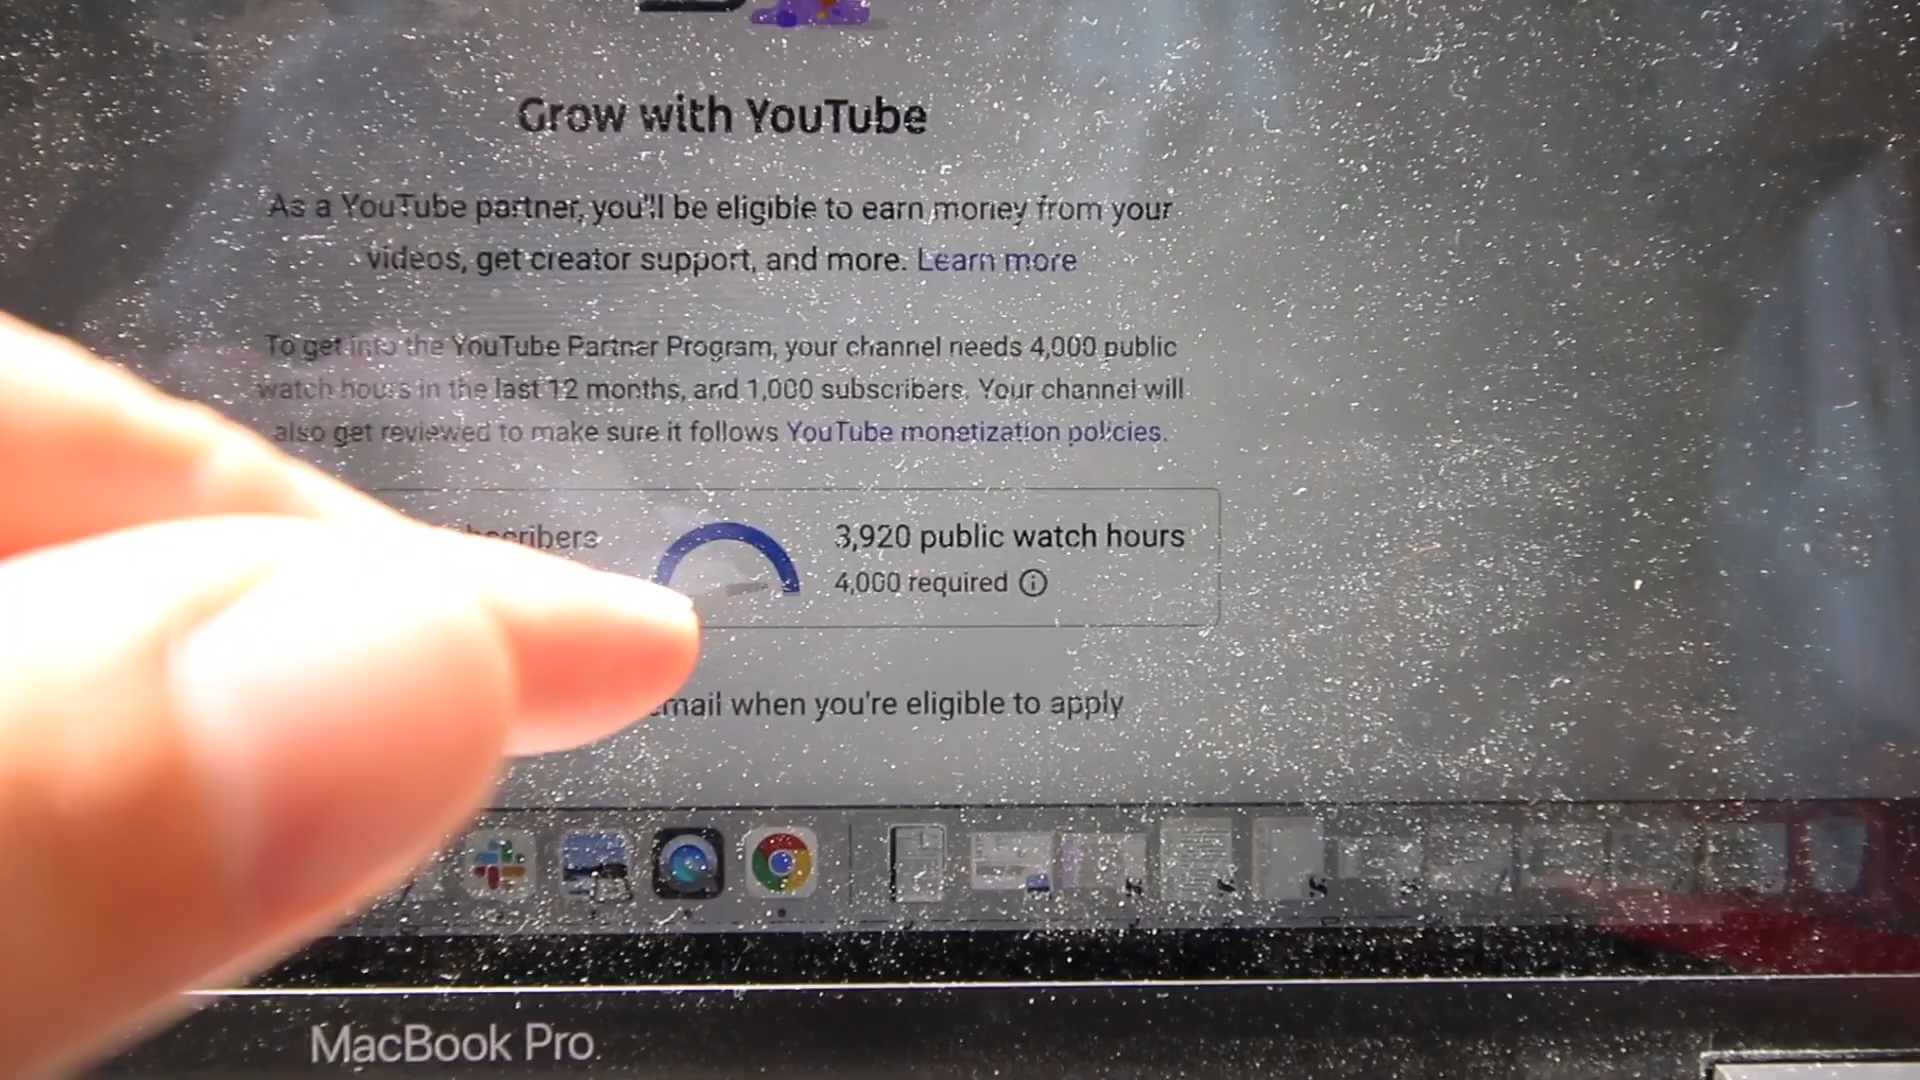 Grow with YouTube
As a YouTube partner, you'll be eligible to earn money from your
videos, get creator support, and more. Learn more
To get into the YouTube Partner Program, your channel needs 4,000 public
watch hours in the last 12 months, and 1,000 subscribers. Your channel will
also get reviewed to make sure it follows YouTube monetization policies.
3,920 public watch hours
4,000 required
when you're eligible to apply
MacBook Pro